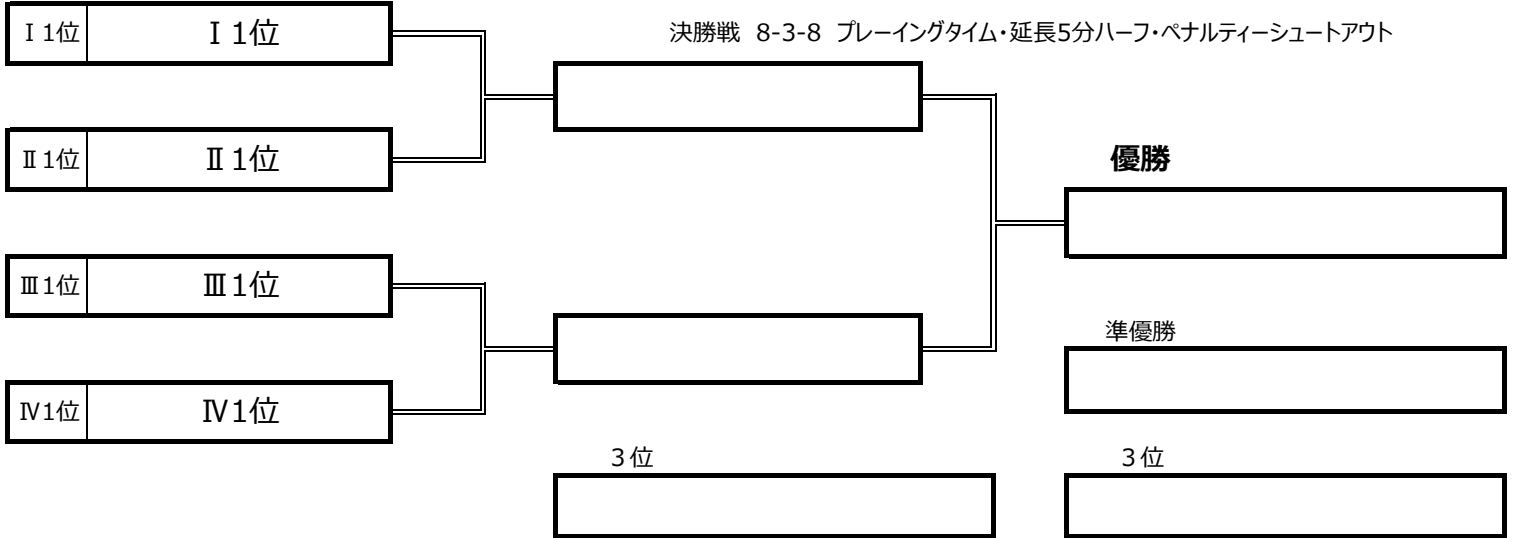 Ⅰ1位 Ⅰ1位
決勝戦 8-3-8 プレーイングタイム・延長5分ハーフ・ペナルティーシュートアウト
Ⅱ1位 Ⅱ1位
優勝
Ⅲ1位 Ⅲ1位
準優勝
Ⅳ1位 Ⅳ1位
3位 3位